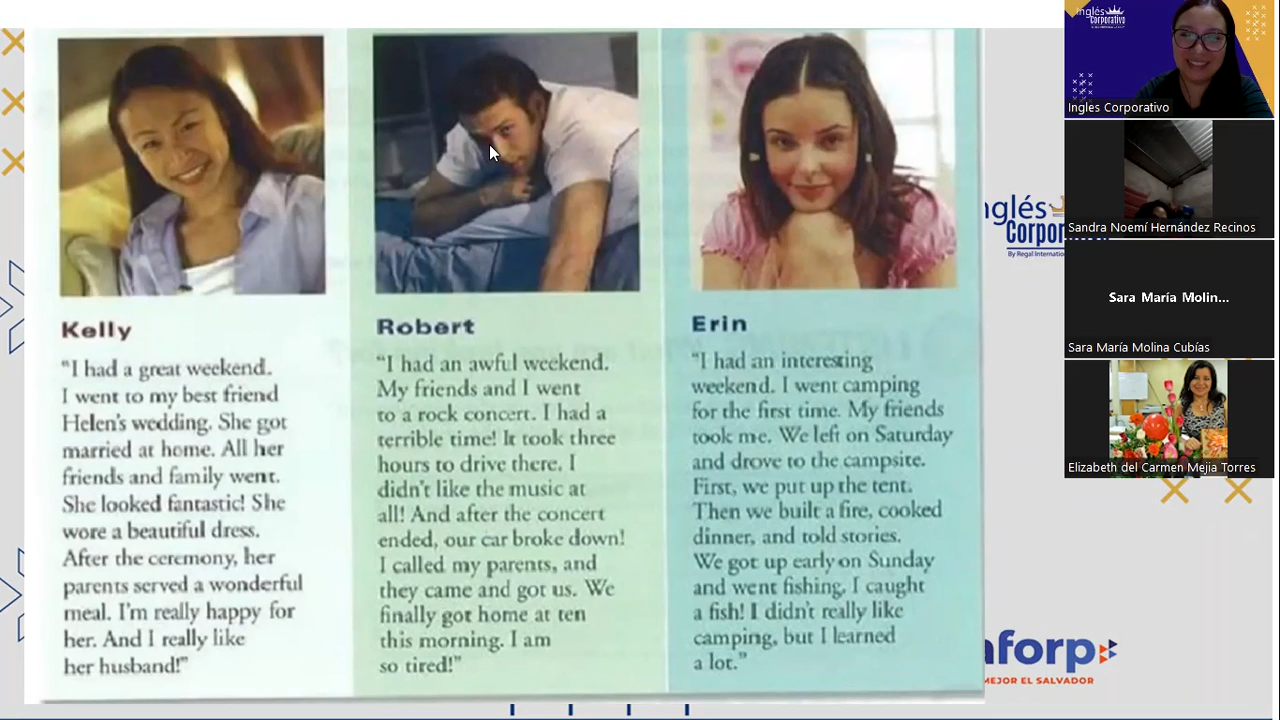 Kelly
"I had a great weekend.
I went to my best friend
Helen's wedding. She got
married at home. All her
friends and family went.
She looked fantastic! She
wore a beautiful dress.
After the ceremony, her
parents served a wonderful
meal. I'm really happy for
her. And I really like
her husband!"
Robert
"I had an awful weekend.
My friends and I went
to a rock concert. I had a
terrible time! It took three
hours to drive there. I
didn't like the music at
all! And after the concert
ended, our car broke down!
I called my parents, and
they came and got us. We
finally got home at ten
this morning. I am
so tired!"
Erin
"I had an interesting
weekend. I went camping
for the first time. My friends
took me. We left on Saturday
and drove to the campsite.
First, we put up the tent.
Then we built a fire, cooked
dinner, and told stories.
We got up early on Sunday
and went fishing, I caught
a fish! I didn't really like
camping, but I learned
a lot."
Inglés
Corporativo
Ingles Corporativo
Sandra Noemí Hernández Recinos
Sara María Molin...
Sara María Molina Cubías
Elizabeth del Carmen Mejia Torres
nglés
Corpor
By Regal Internatio
aforp
MEJOR EL SALVADOR